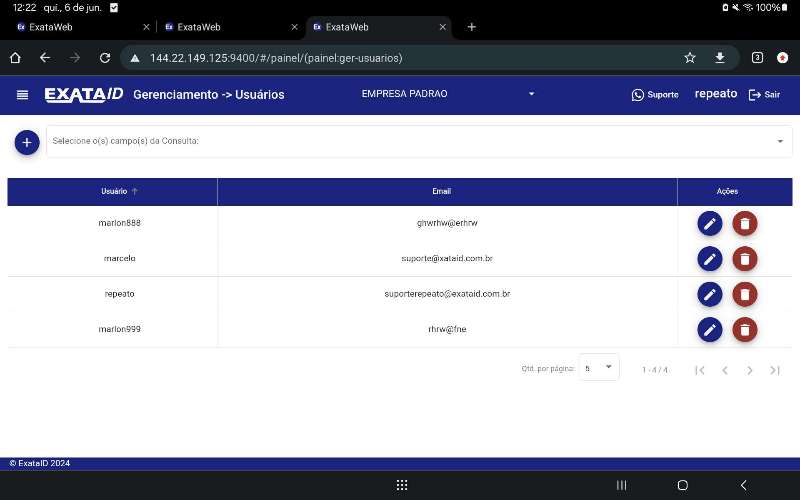 12:22 qui., 6 de jun. 100%
ExataWeb ExataWeb ExataWeb
144.22.149.125:9400/#/painel/(painel:ger-usuarios) 3
EXATAID Gerenciamento -> Usuários EMPRESA PADRAO Suporte repeato Sair
Selecione o(s) campo(s) da Consulta:
Usuário Email Ações
marlon888 ghwrhw@erhrw
marcelo suporte@xataid.com.br
repeato suporterepeato@exataid.com.br
marlon999 rhrw@fne
Qtd. por página: 5 1 - 4 / 4
© ExataID 2024